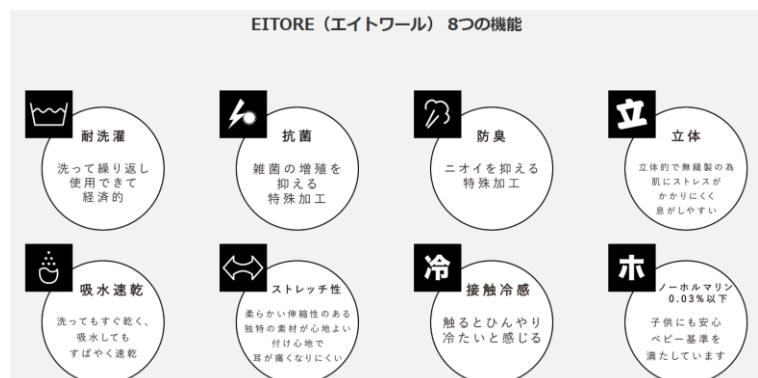 EITORE（エイトワール） 8つの機能
耐洗濯
洗って繰り返し
使用できて
経済的
抗菌
雑菌の増殖を
抑える
特殊加工
防臭
ニオイを抑える
特殊加工
立
立体
立体的で無縫製の為
肌にストレスが
かかりにくく
息がしやすい
吸水速乾
洗ってもすぐ乾く、
吸水しても
すばやく速乾
ストレッチ性
柔らかい伸縮性のある
独特の素材が心地よい
付け心地で
耳が痛くなりにくい
冷
接触冷感
触るとひんやり
冷たいと感じる
ホ
ノーホルマリン
0.03%以下
子供にも安心
ベビー基準を
満たしています